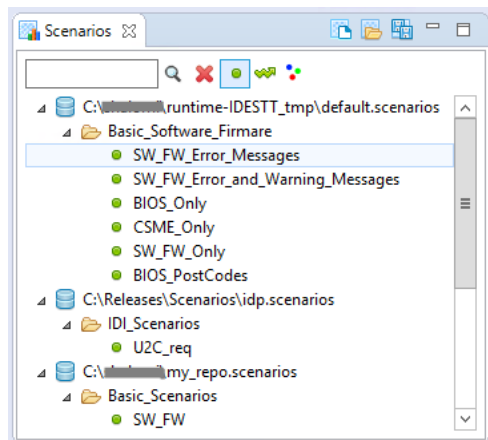 Scenarios
C:\ \runtime-IDESTT_tmp\default.scenarios
Basic_Software_Firmare
SW_FW_Error_Messages
SW_FW_Error_and_Warning_Messages
BIOS_Only
CSME_Only
SW_FW_Only
BIOS_PostCodes
C:\Releases\Scenarios\idp.scenarios
IDI_Scenarios
U2C_req
C:\ my_repo.scenarios
Basic_Scenarios
SW_FW